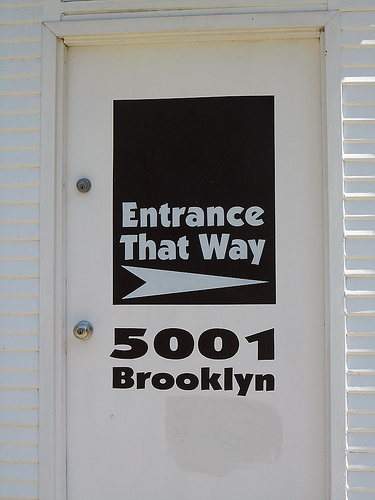 Entrance
That Way
5001
Brooklyn